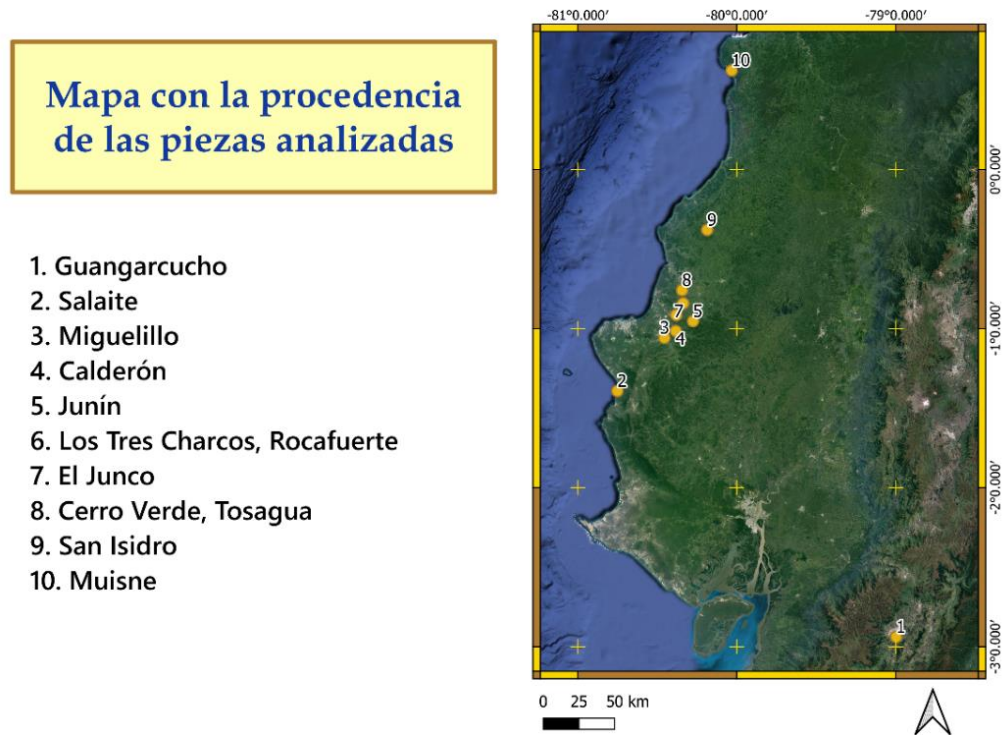 Mapa con la procedencia
de las piezas analizadas
1. Guangarcucho
2. Salaite
3. Miguelillo
4. Calderón
5. Junín
6. Los Tres Charcos, Rocafuerte
7. El Junco
8. Cerro Verde, Tosagua
9. San Isidro
10. Muisne
-81°0.000′ -80°0.000′ -79°0.000′
10
0°0.000′
9
8
7 5
-1°0.000′
3
4
2
-2°0.000′
1
-3°0.000′
0 25 50 km